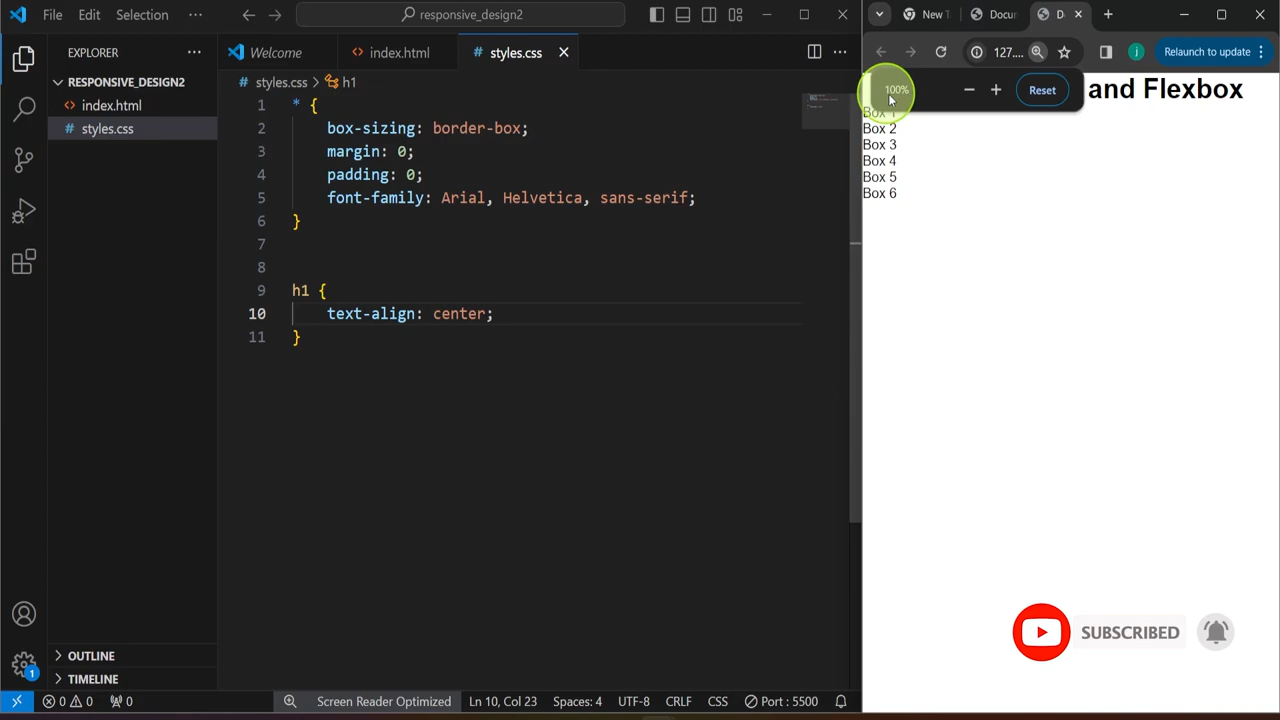 File Edit Selection ···
responsive_design2
EXPLORER ···
RESPONSIVE_DESIGN2
index.html
styles.css
OUTLINE
TIMELINE
Welcome
index.html
styles.css
styles.css > h1
1 * {
2 box-sizing: border-box;
3 margin: 0;
4 padding: 0;
5 font-family: Arial, Helvetica, sans-serif;
6 }
7
8
9 h1 {
10 text-align: center;
11 }
1
0 0 0
Screen Reader Optimized
Ln 10, Col 23
Spaces: 4
UTF-8
CRLF
CSS
Port : 5500
New T
Docu
D
127....
i
Relaunch to update
100%
Reset
and Flexbox
Box 1
Box 2
Box 3
Box 4
Box 5
Box 6
SUBSCRIBED